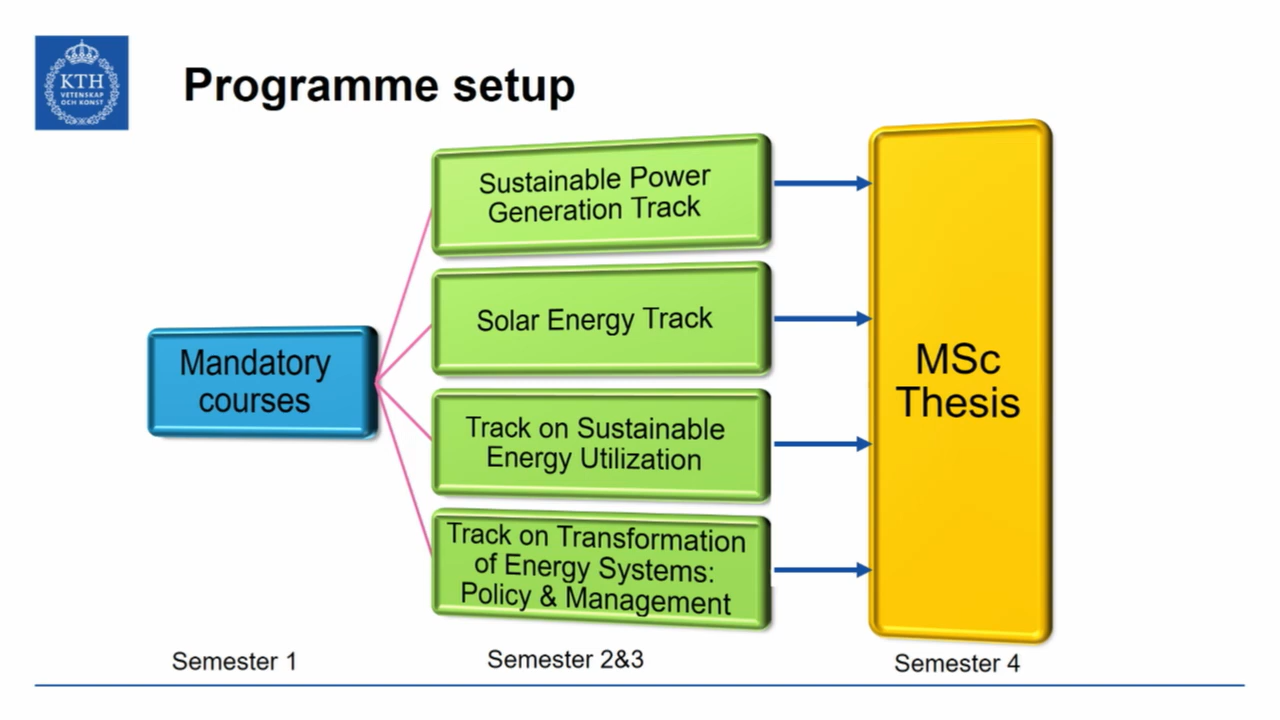 KTH
VETENSKAP
OCH KONST
Programme setup
Mandatory
courses
Sustainable Power
Generation Track
Solar Energy Track
Track on Sustainable
Energy Utilization
Track on Transformation
of Energy Systems:
Policy & Management
MSc
Thesis
Semester 1
Semester 2&3
Semester 4